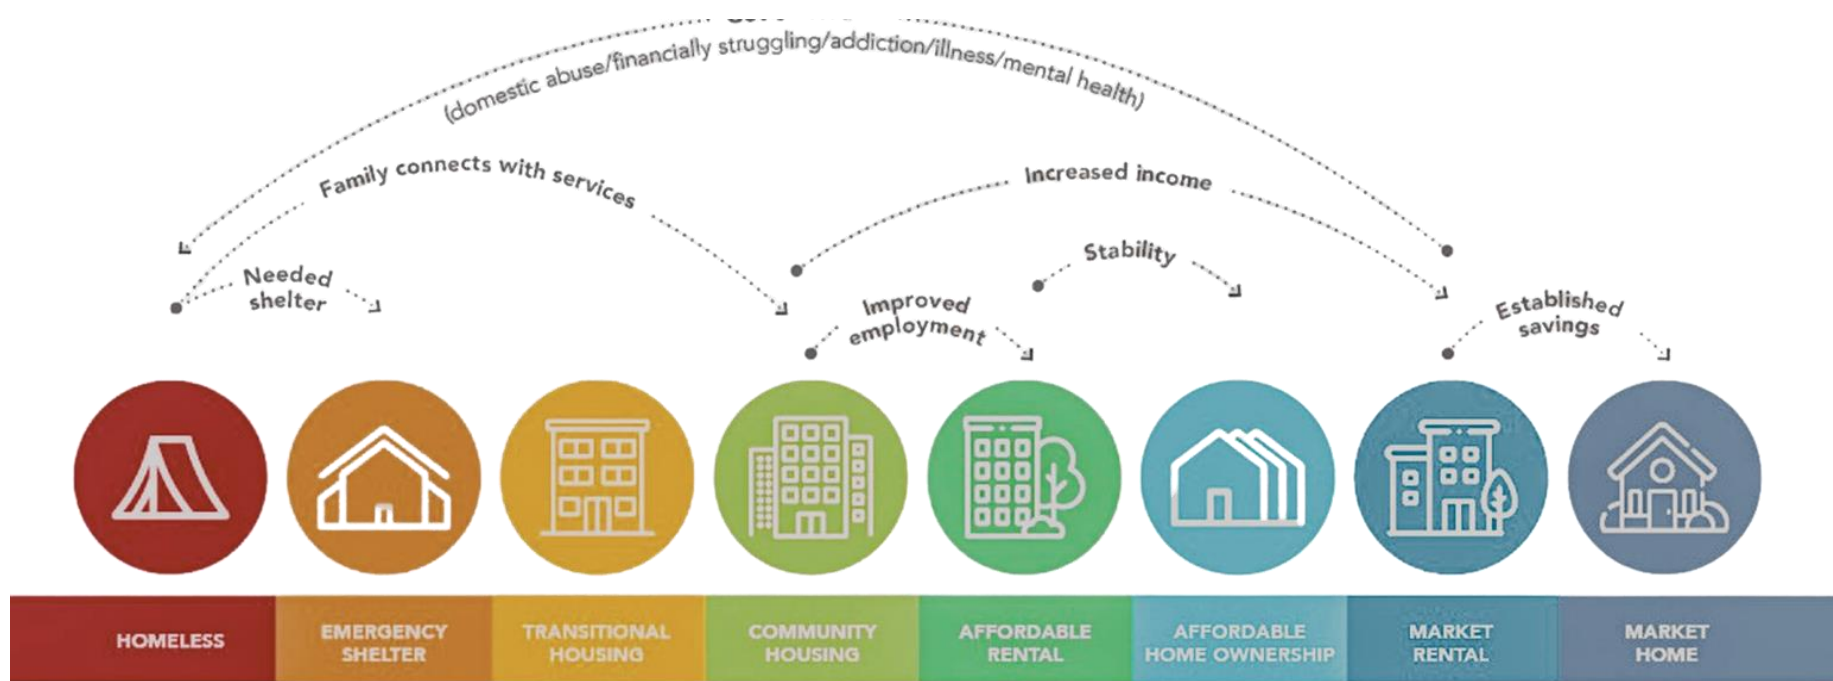 (domestic abuse/financially struggling/addiction/illness/mental health)
Family connects with services
Increased income
Needed
shelter
Stability
Improved
employment
Established
savings
HOMELESS
EMERGENCY
SHELTER
TRANSITIONAL
HOUSING
COMMUNITY
HOUSING
AFFORDABLE
RENTAL
AFFORDABLE
HOME OWNERSHIP
MARKET
RENTAL
MARKET
HOME